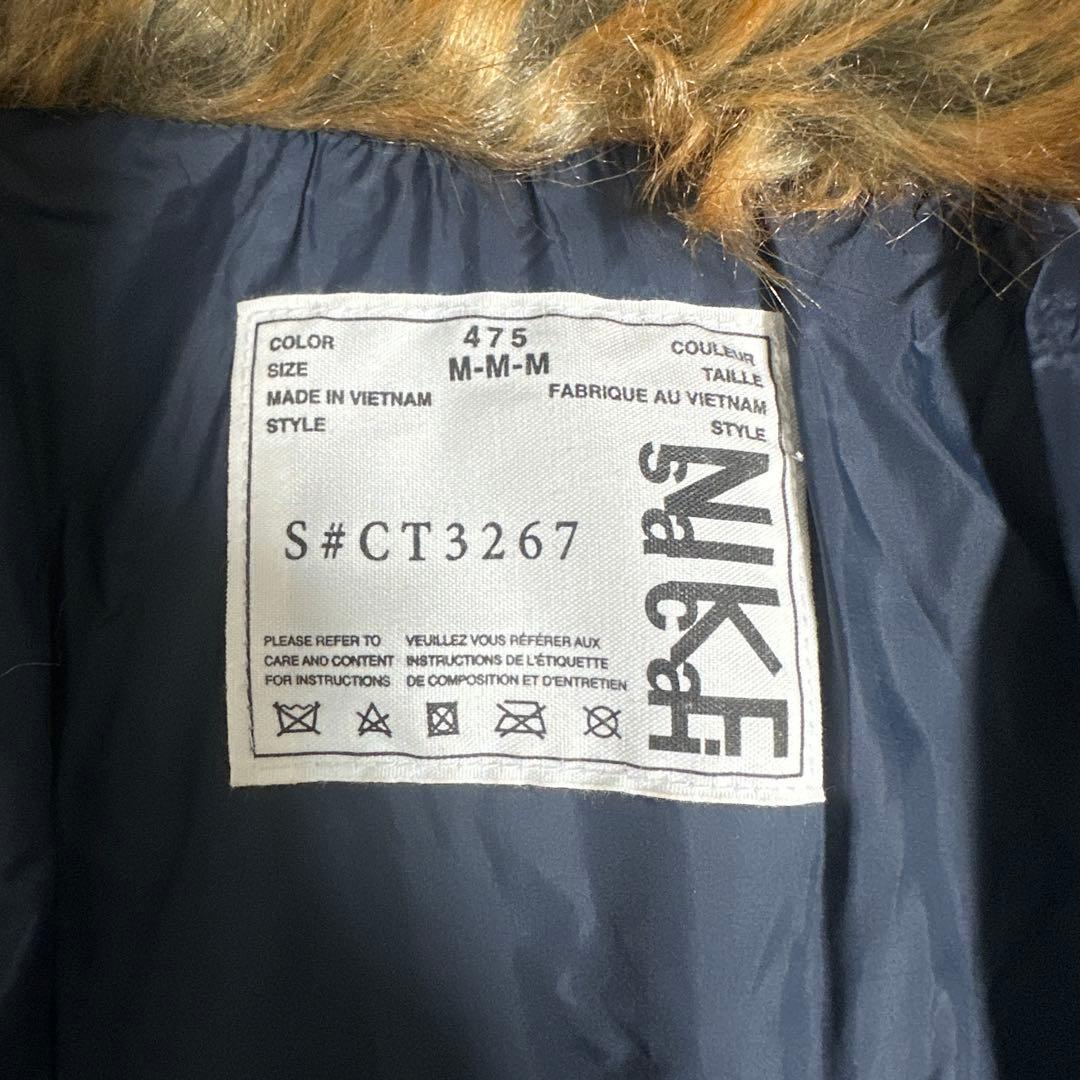 COLOR 475 COULEUR
SIZE M-M-M TAILLE
MADE IN VIETNAM FABRIQUE AU VIETNAM
STYLE STYLE
S#CT3267
NIKE
sacai
PLEASE REFER TO VEUILLEZ VOUS RÉFÉRER AUX
CARE AND CONTENT INSTRUCTIONS DE L'ÉTIQUETTE
FOR INSTRUCTIONS DE COMPOSITION ET D'ENTRETIEN